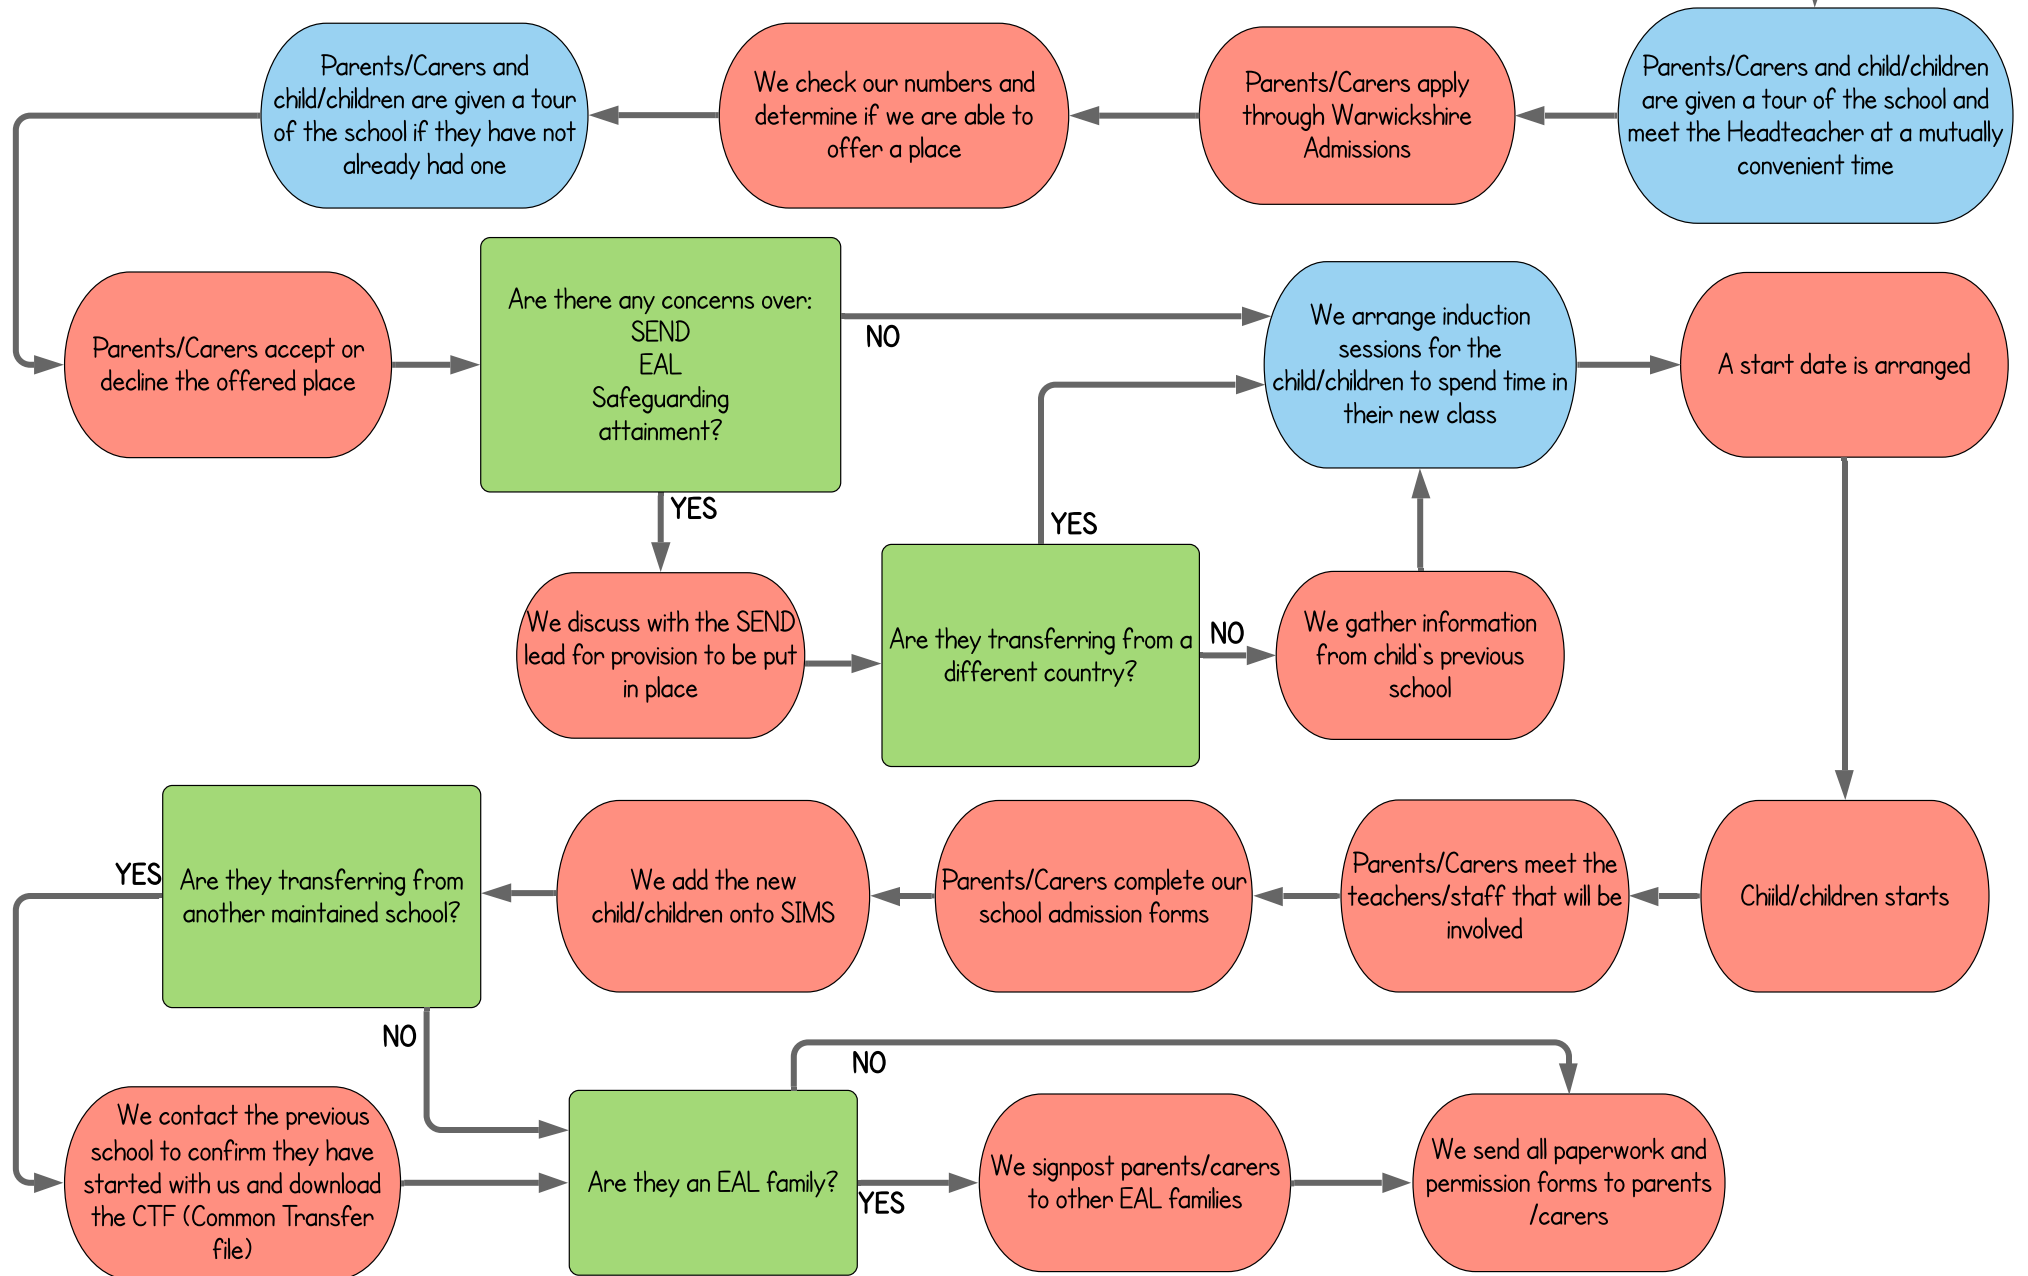 Parents/Carers and
child/children are given a tour
of the school if they have not
already had one
We check our numbers and
determine if we are able to
offer a place
Parents/Carers apply
through Warwickshire
Admissions
Parents/Carers and child/children
are given a tour of the school and
meet the Headteacher at a mutually
convenient time
Parents/Carers accept or
decline the offered place
Are there any concerns over:
SEND
EAL
Safeguarding
attainment?
NO
YES
We arrange induction
sessions for the
child/children to spend time in
their new class
A start date is arranged
We discuss with the SEND
lead for provision to be put
in place
Are they transferring from a
different country?
YES
NO
We gather information
from child's previous
school
Chiild/children starts
Parents/Carers meet the
teachers/staff that will be
involved
Parents/Carers complete our
school admission forms
We add the new
child/children onto SIMS
Are they transferring from
another maintained school?
YES
NO
We contact the previous
school to confirm they have
started with us and download
the CTF (Common Transfer
file)
Are they an EAL family?
NO
YES
We signpost parents/carers
to other EAL families
We send all paperwork and
permission forms to parents
/carers